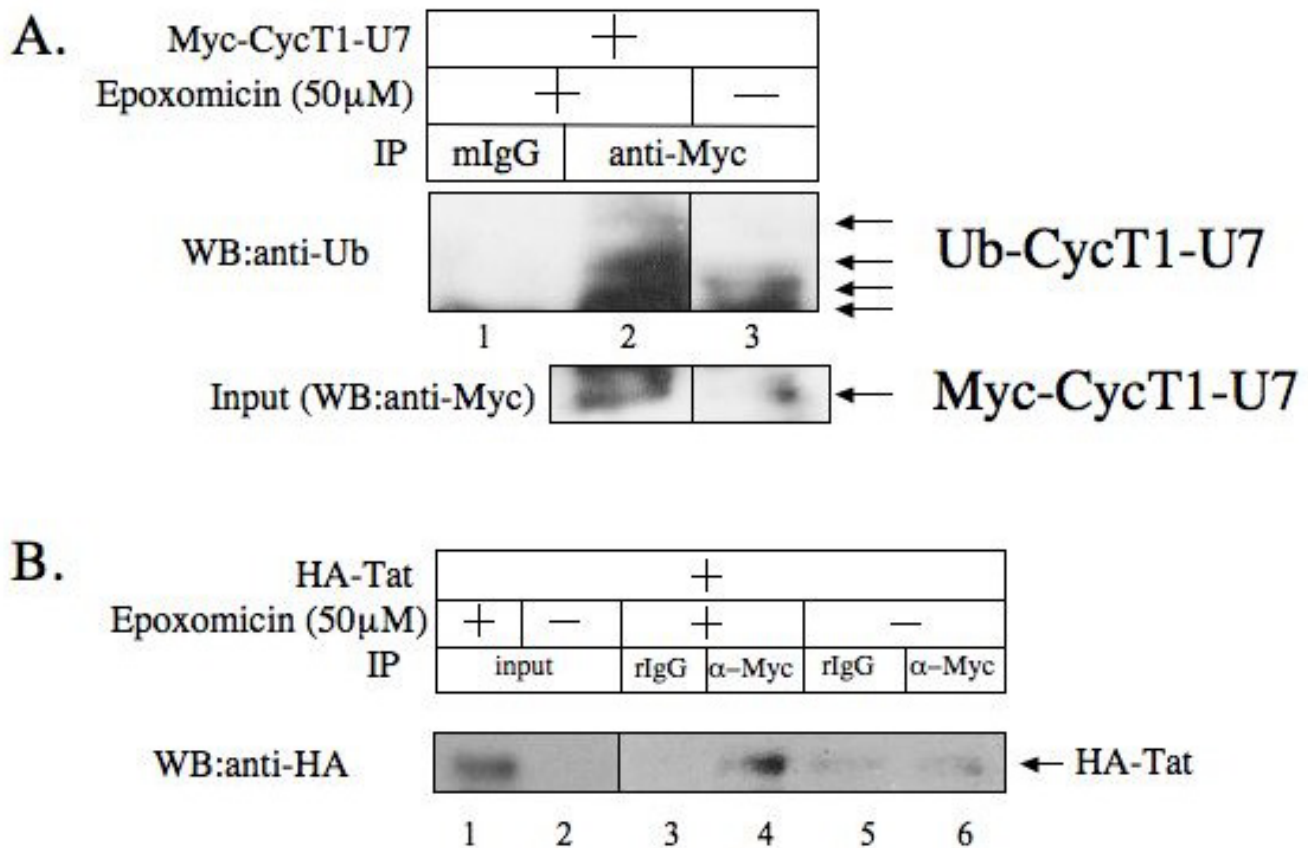 A.
Myc-CycT1-U7 +
Epoxomicin (50µM) + —
IP mIgG anti-Myc
WB:anti-Ub Ub-CycT1-U7
1 2 3
Input (WB:anti-Myc) Myc-CycT1-U7
B.
HA-Tat +
Epoxomicin (50µM) + — + —
IP input rIgG α–Myc rIgG α–Myc
WB:anti-HA HA-Tat
1 2 3 4 5 6